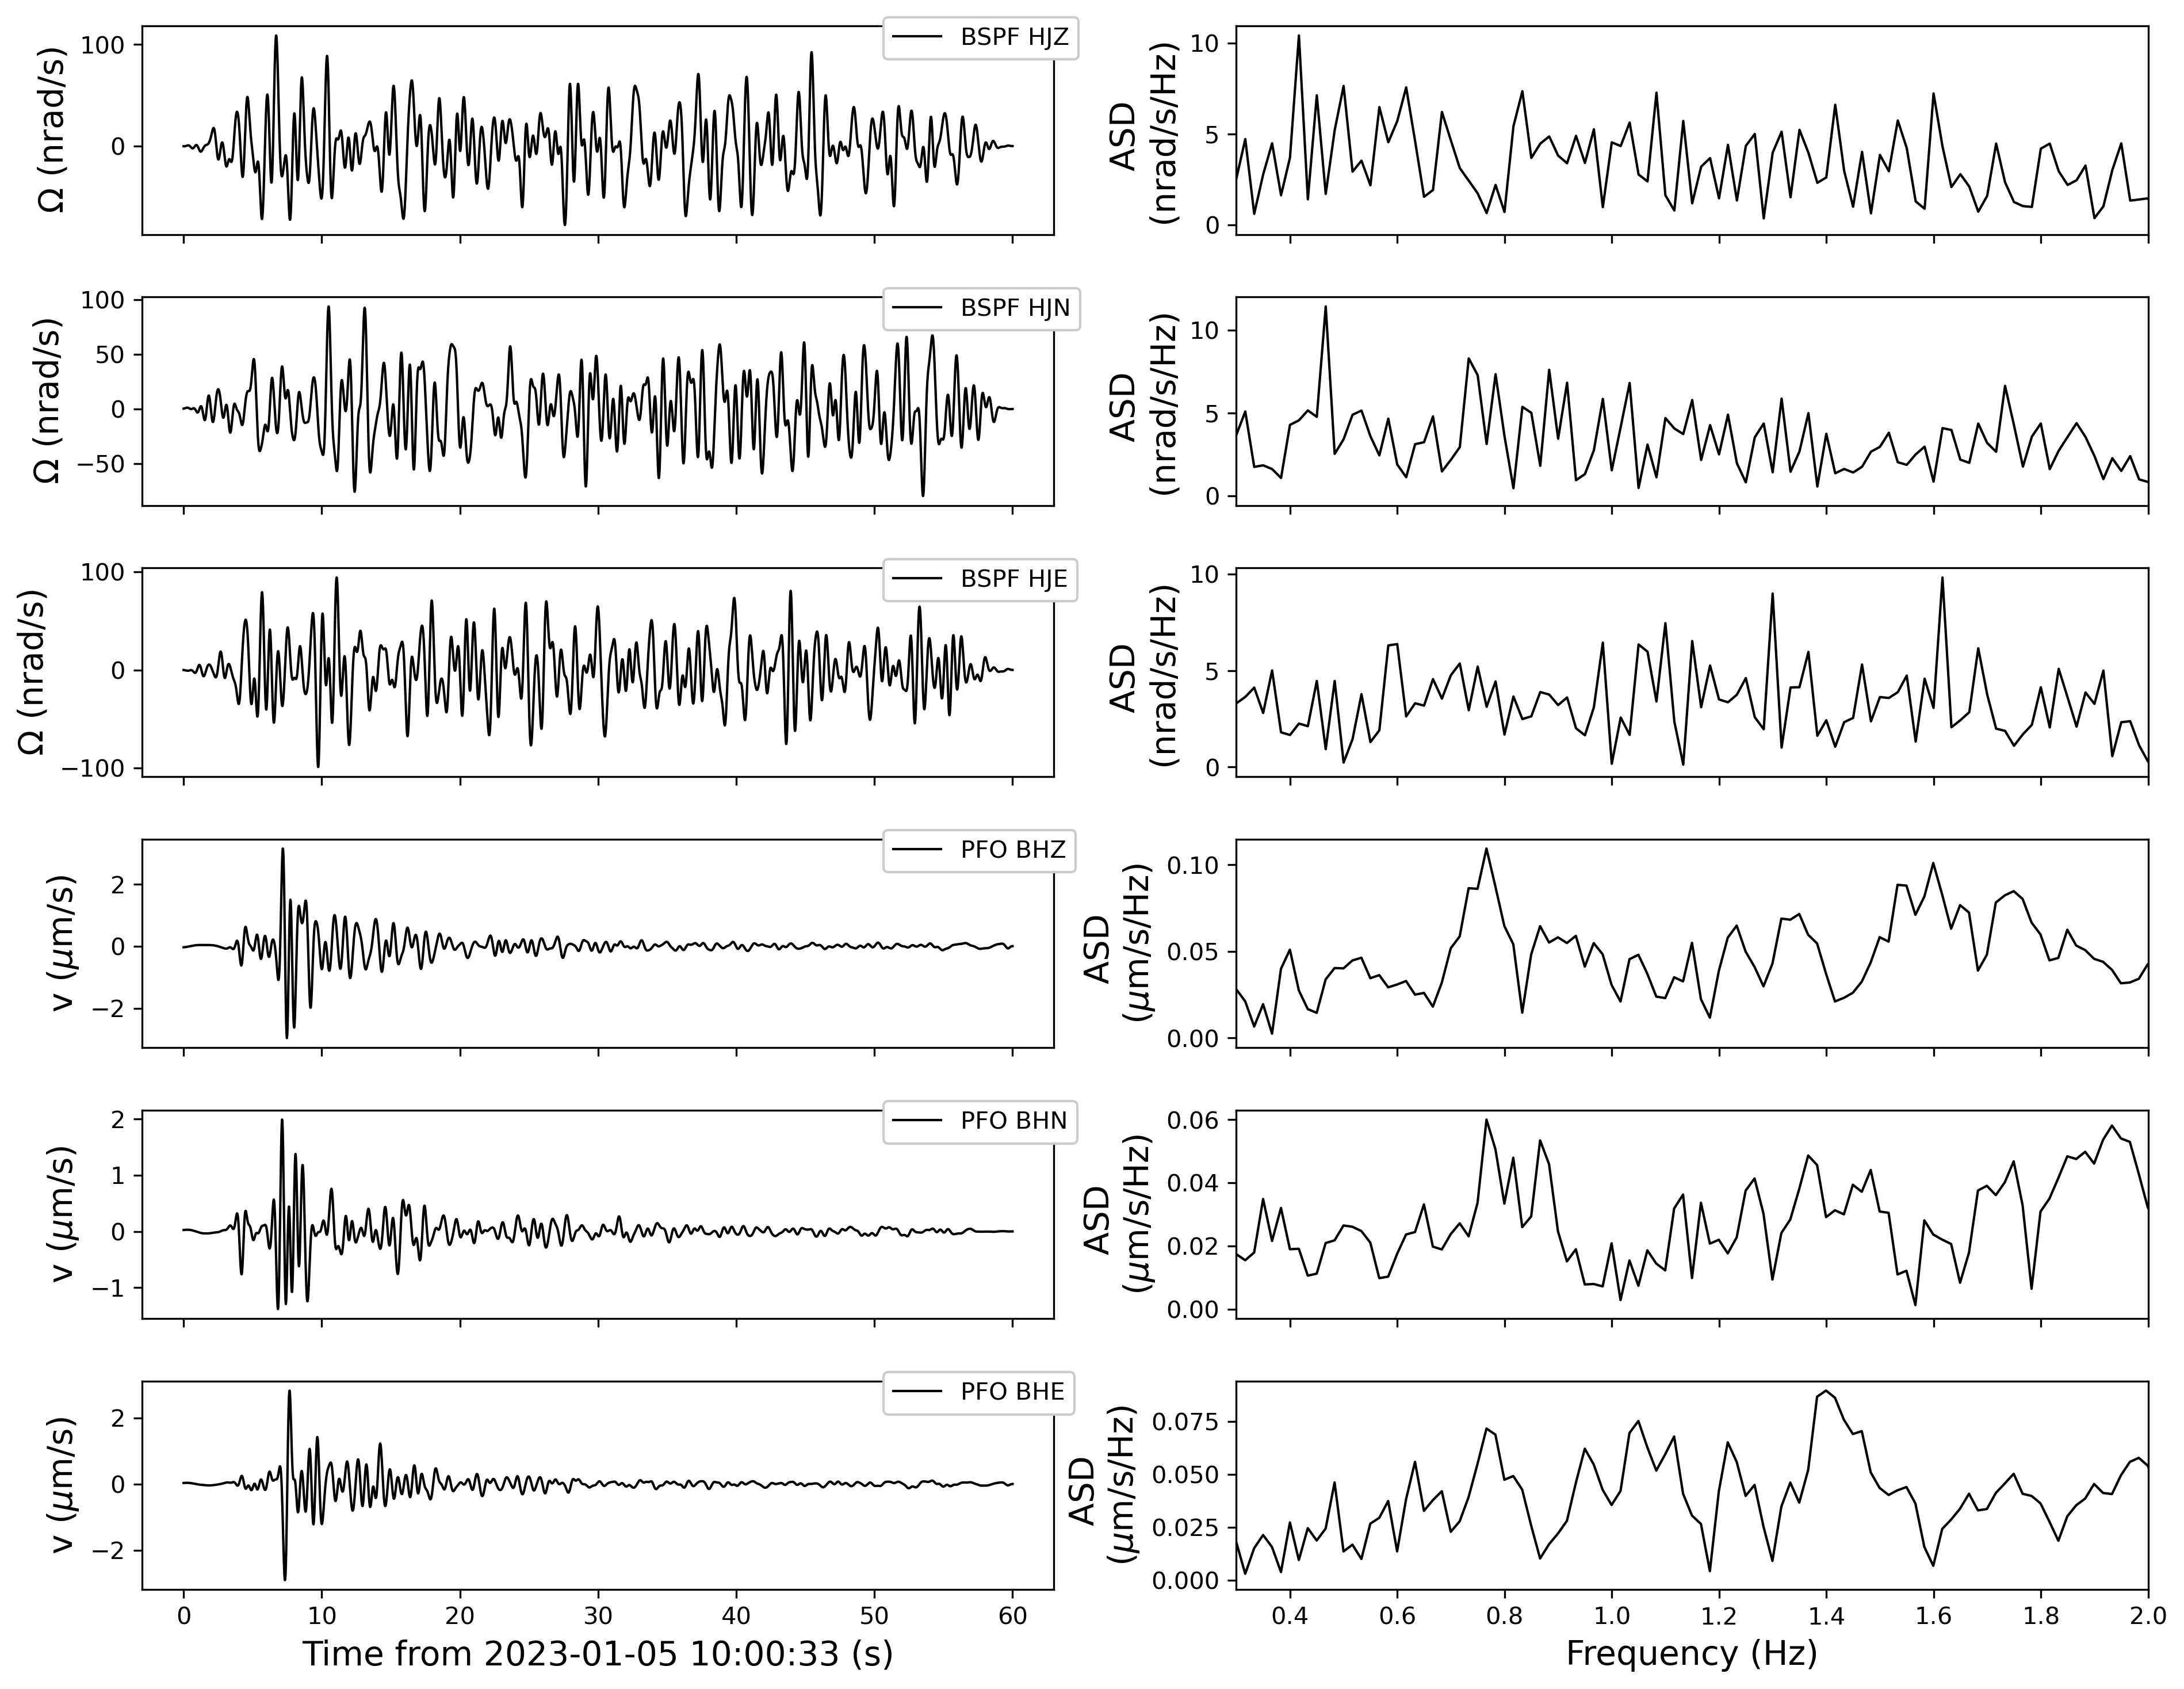 BSPF HJZ
Ω (nrad/s)
100
0
ASD
(nrad/s/Hz)
10
5
0
BSPF HJN
Ω (nrad/s)
100
50
0
−50
ASD
(nrad/s/Hz)
10
5
0
BSPF HJE
Ω (nrad/s)
100
0
−100
ASD
(nrad/s/Hz)
10
5
0
PFO BHZ
v (μm/s)
2
0
−2
ASD
(μm/s/Hz)
0.10
0.05
0.00
PFO BHN
v (μm/s)
2
1
0
−1
ASD
(μm/s/Hz)
0.06
0.04
0.02
0.00
PFO BHE
v (μm/s)
2
0
−2
ASD
(μm/s/Hz)
0.075
0.050
0.025
0.000
0 10 20 30 40 50 60
Time from 2023-01-05 10:00:33 (s)
0.4 0.6 0.8 1.0 1.2 1.4 1.6 1.8 2.0
Frequency (Hz)